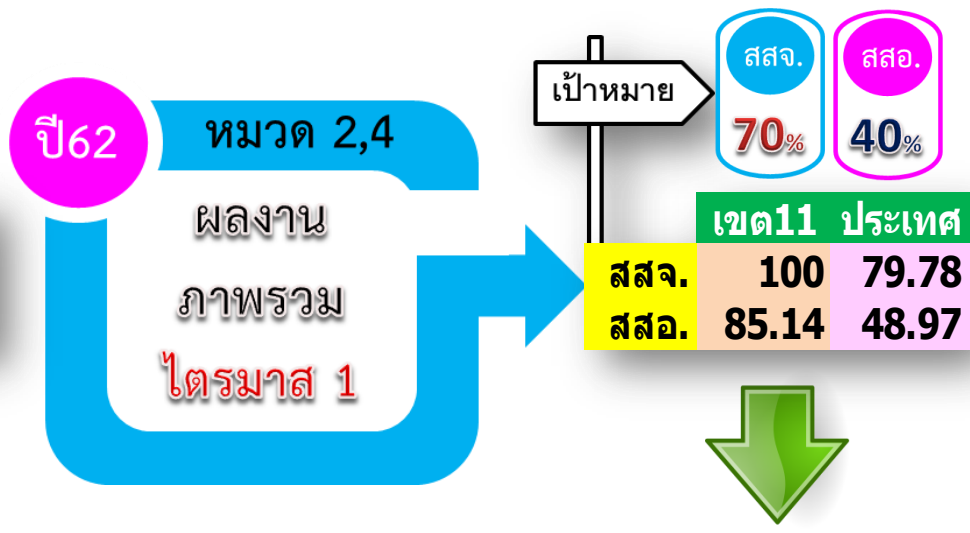 ปี62
หมวด 2,4
ผลงาน
ภาพรวม
ไตรมาส 1
เป้าหมาย
สสจ. สสอ.
70% 40%
เขต11 ประเทศ
สสจ. 100 79.78
สสอ. 85.14 48.97